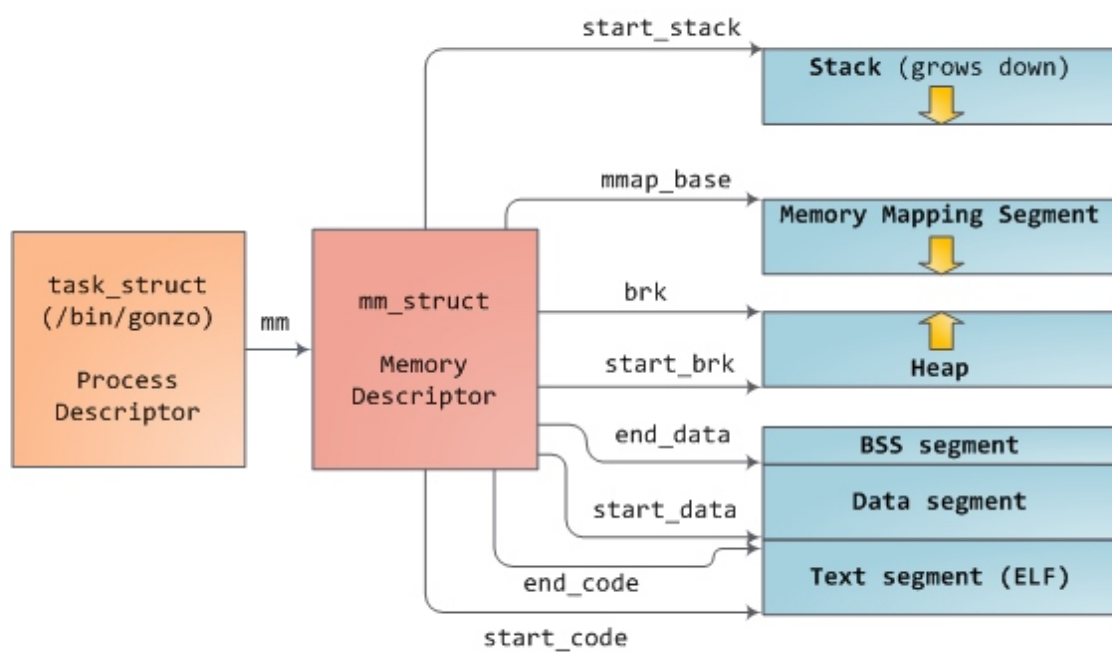 start_stack
Stack (grows down)
mmap_base
Memory Mapping Segment
task_struct
(/bin/gonzo)
Process
Descriptor
mm
mm_struct
Memory
Descriptor
brk
start_brk
Heap
end_data
BSS segment
start_data
Data segment
end_code
Text segment (ELF)
start_code